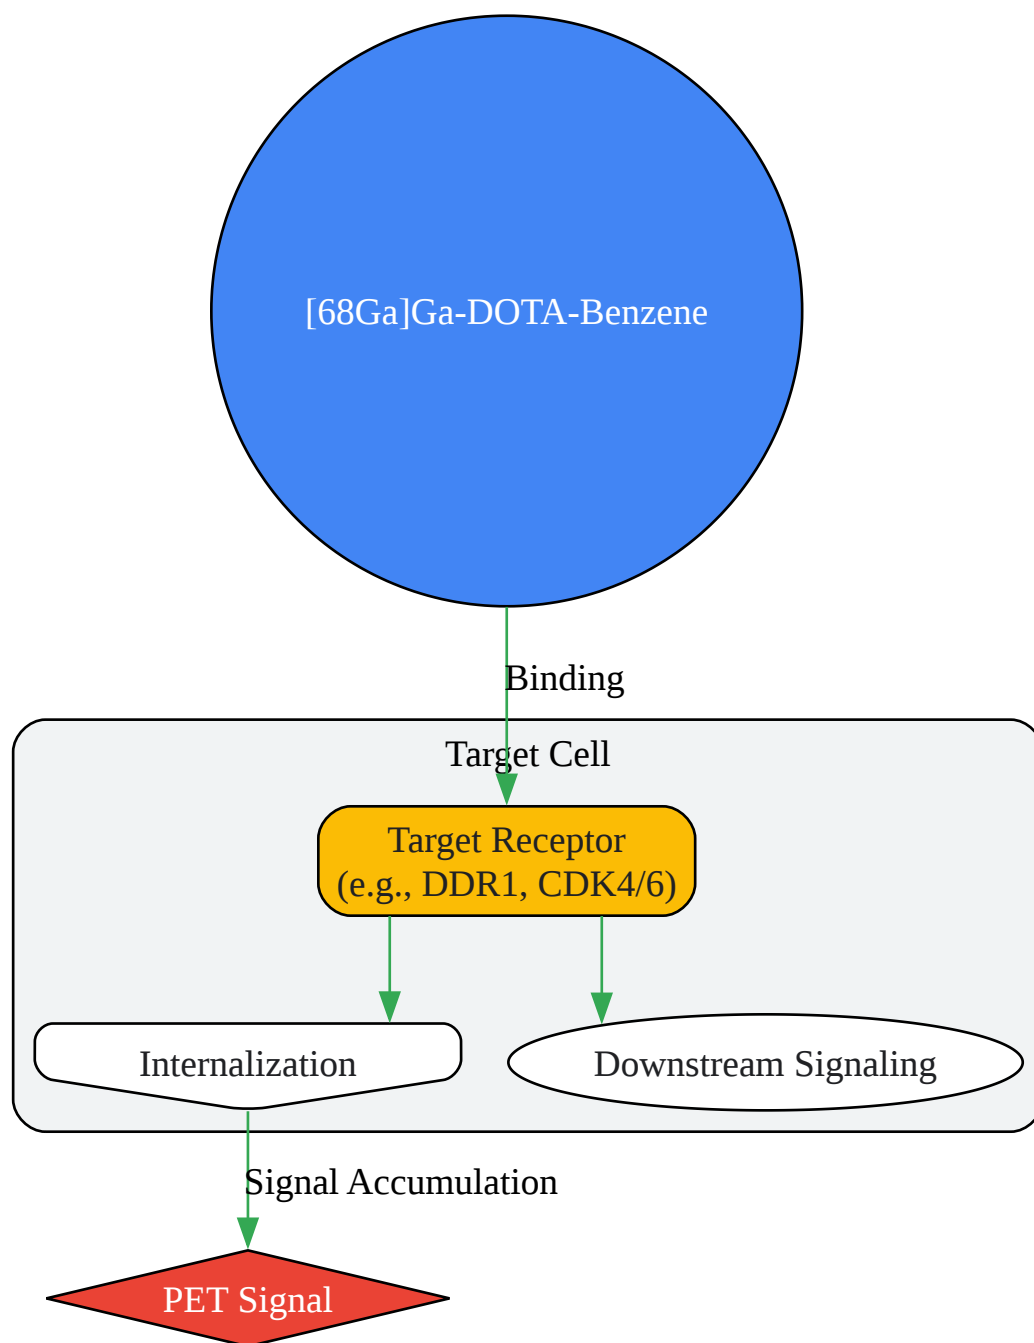 [68Ga]Ga-DOTA-Benzene
Binding
Target Cell
Target Receptor
(e.g., DDR1, CDK4/6)
Internalization
Downstream Signaling
Signal Accumulation
PET Signal